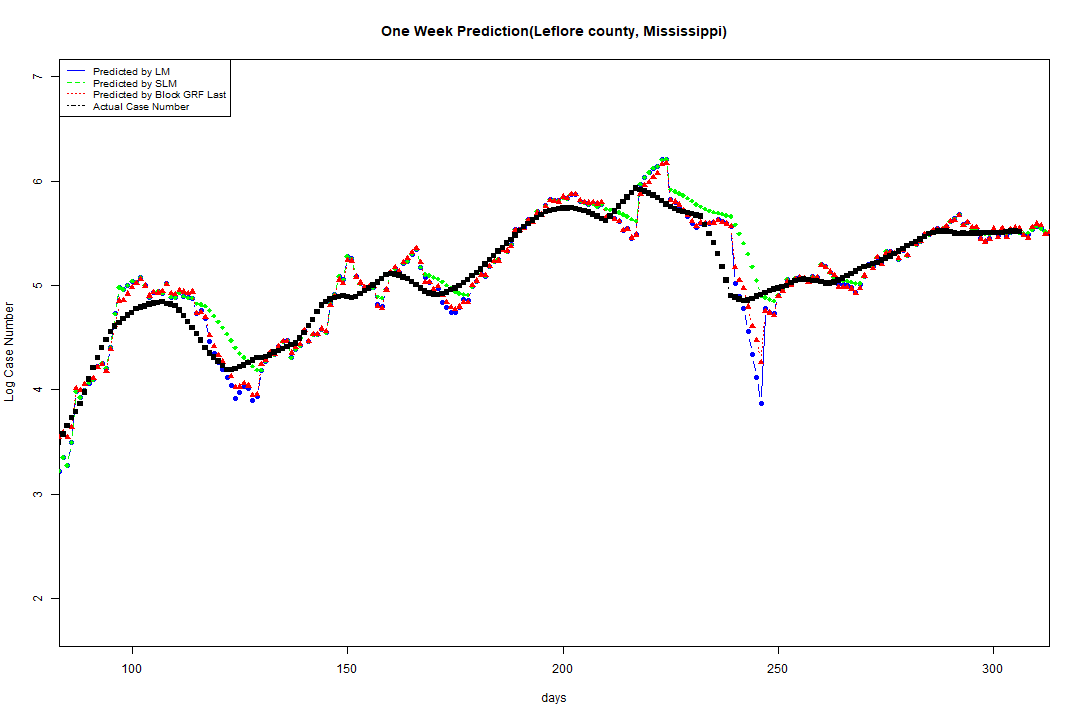 One Week Prediction(Leflore county, Mississippi)
Predicted by LM
Predicted by SLM
Predicted by Block GRF Last
Actual Case Number
7
6
5
4
3
2
Log Case Number
100 150 200 250 300
days